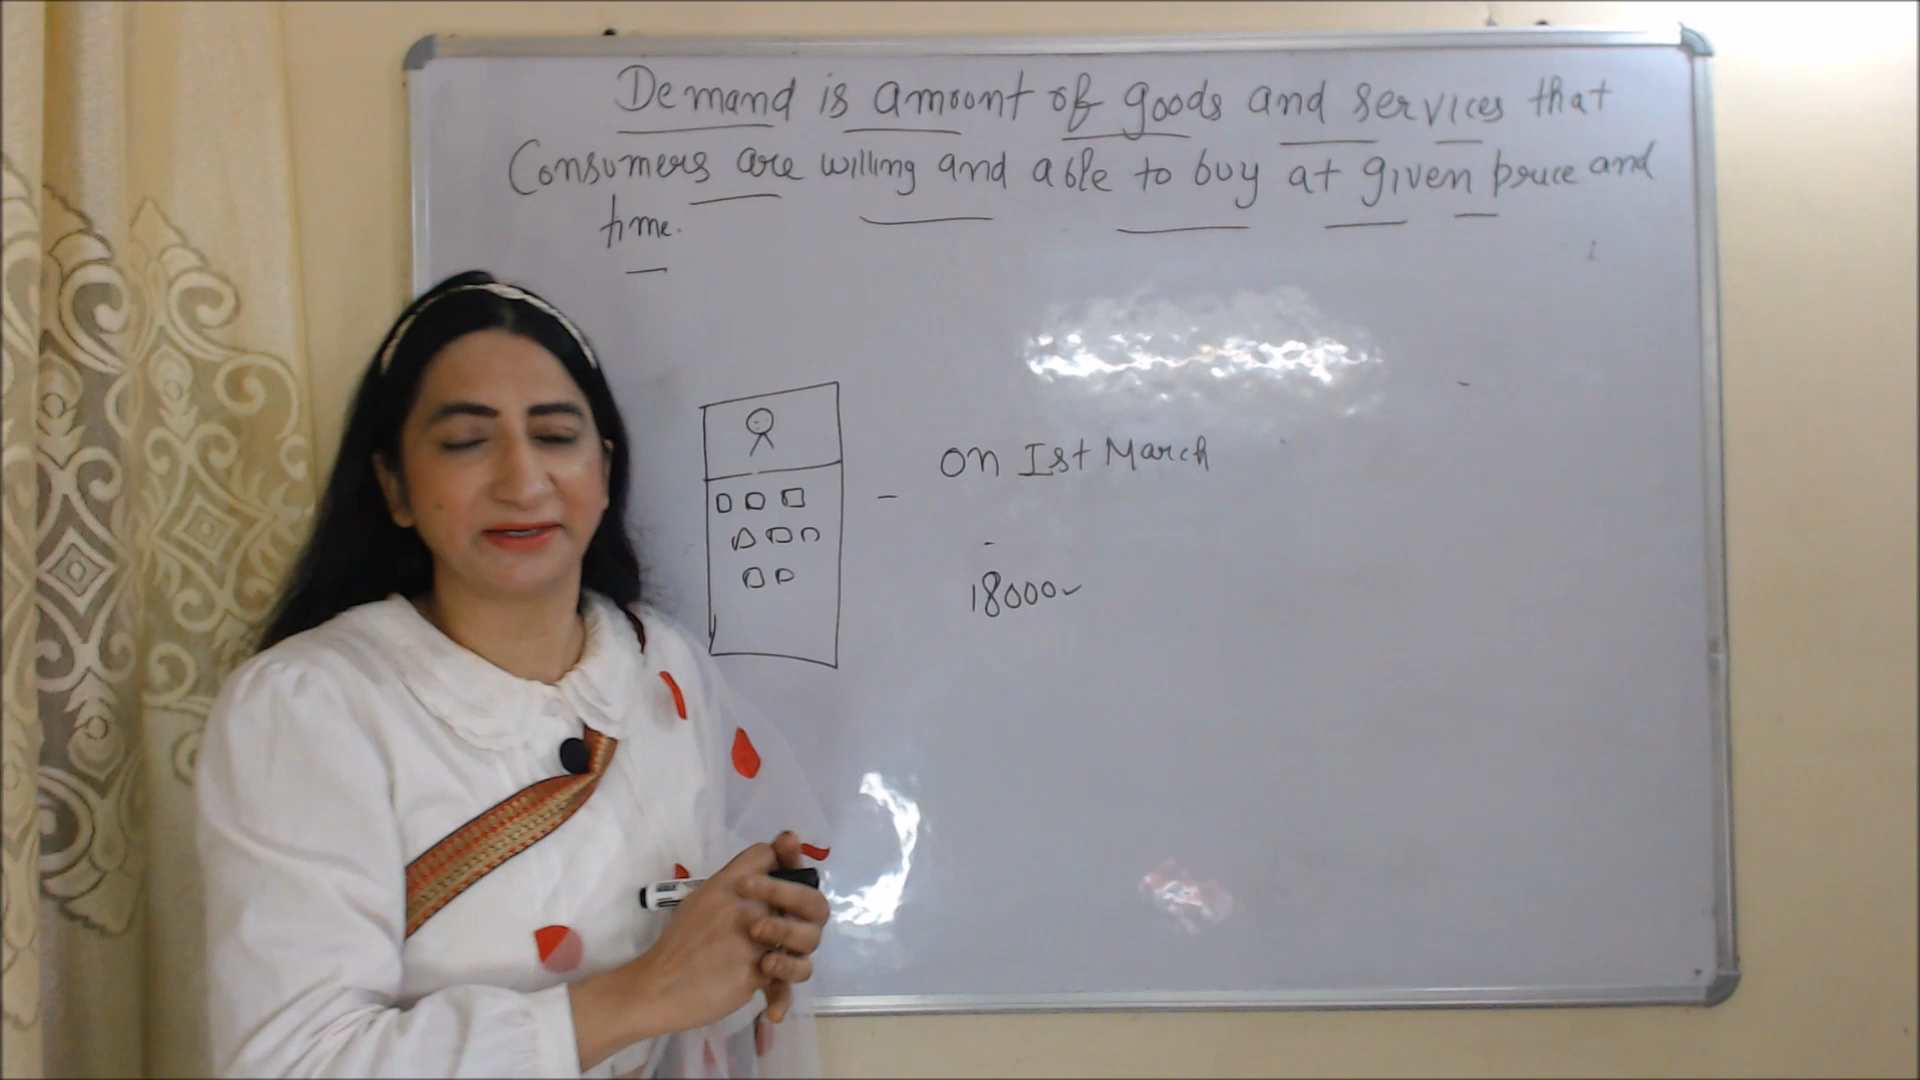 Demand is amount of goods and services that
Consumers are willing and able to buy at given price and
time.
on Ist March
18000